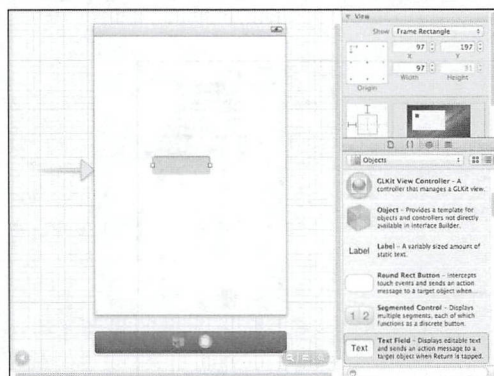 View
Show Frame Rectangle
97 197
X Y
97 31
Width Height
Origin
Objects
GLKit View Controller - A
controller that manages a GLKit view.
Object - Provides a template for
objects and controllers not directly
available in Interface Builder.
Label
Label - A variably sized amount of
static text.
Round Rect Button - Intercepts
touch events and sends an action
message to a target object when...
1 2
Segmented Control - Displays
multiple segments, each of which
functions as a discrete button.
Text
Text Field - Displays editable text
and sends an action message to a
target object when Return is tapped.